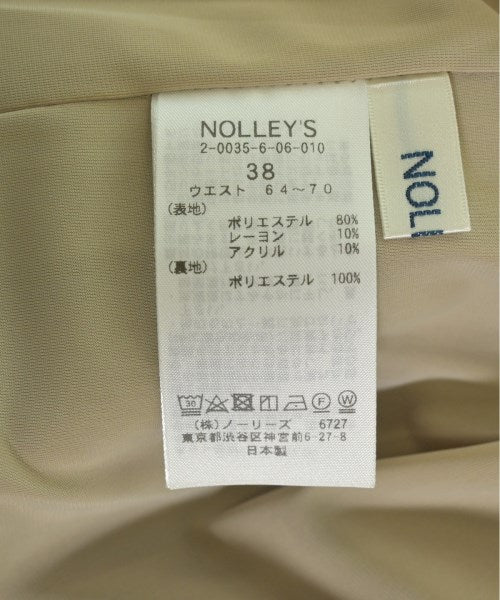 NOLLEY'S
2-0035-6-06-010
38
ウエスト 64～70
(表地)
ポリエステル 80%
レーヨン 10%
アクリル 10%
(裏地)
ポリエステル 100%
30
F W
(株)ノーリーズ 6727
東京都渋谷区神宮前6-27-8
日本製
NOL